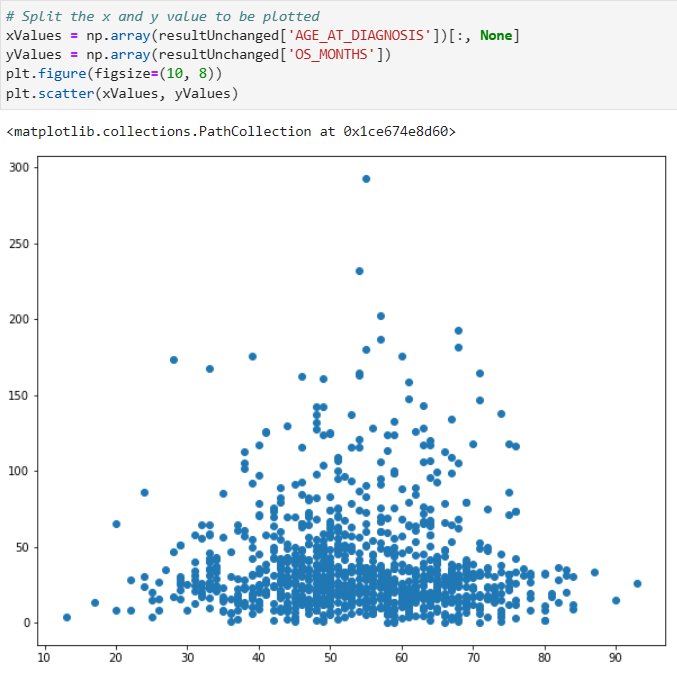 # Split the x and y value to be plotted
xValues = np.array(resultUnchanged['AGE_AT_DIAGNOSIS'])[:, None]
yValues = np.array(resultUnchanged['OS_MONTHS'])
plt.figure(figsize=(10, 8))
plt.scatter(xValues, yValues)
<matplotlib.collections.PathCollection at 0x1ce674e8d60>
300
250
200
150
100
50
0
10 20 30 40 50 60 70 80 90